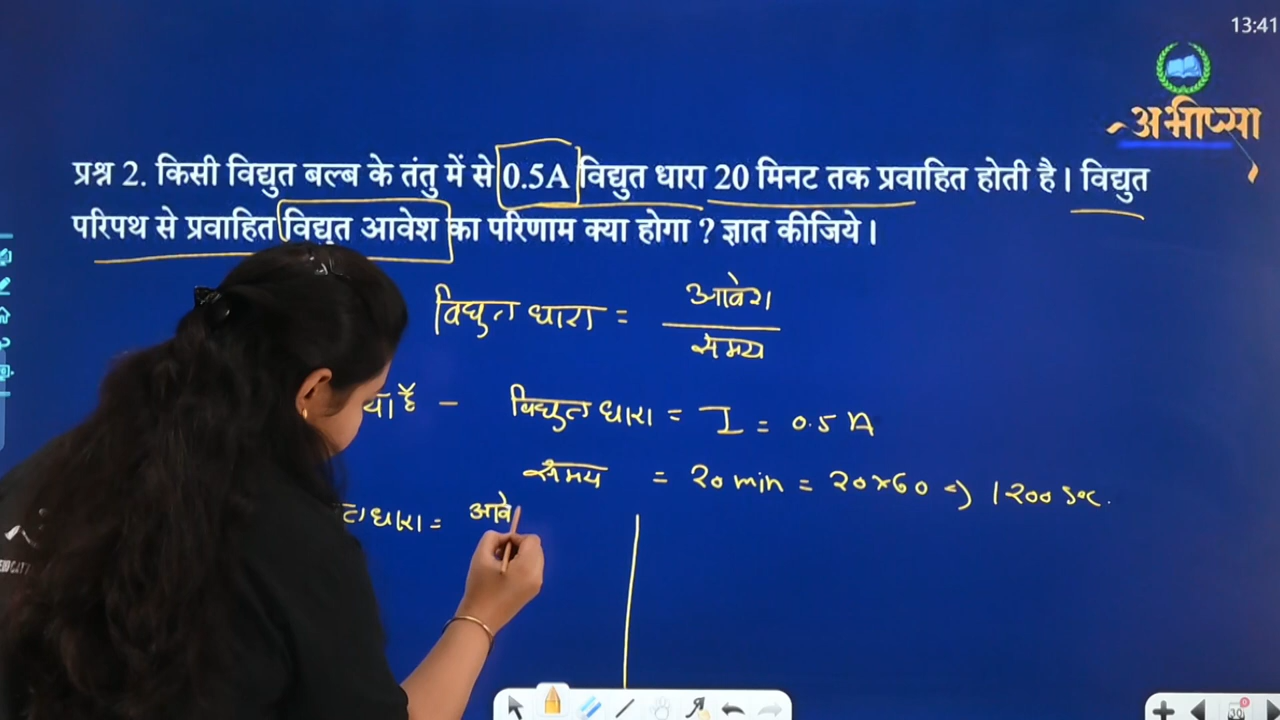 13:41
अभीप्सा
प्रश्न 2. किसी विद्युत बल्ब के तंतु में से 0.5A विद्युत धारा 20 मिनट तक प्रवाहित होती है। विद्युत
परिपथ से प्रवाहित विद्युत आवेश का परिणाम क्या होगा ? ज्ञात कीजिये।
विद्युत धारा = आवेश
समय
या है - विद्युत धारा = I = 0.5 A
समय = 20 min = 20×60 => 1200 sec.
त धारा = आवे